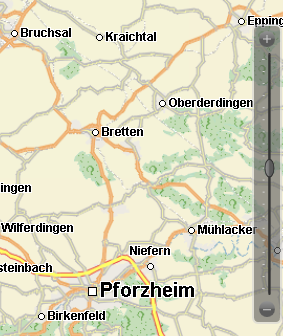 Epping
Bruchsal
Kraichtal
Oberderdingen
Bretten
ingen
Wilferdingen
Mühlacker
Niefern
steinbach
Pforzheim
Birkenfeld